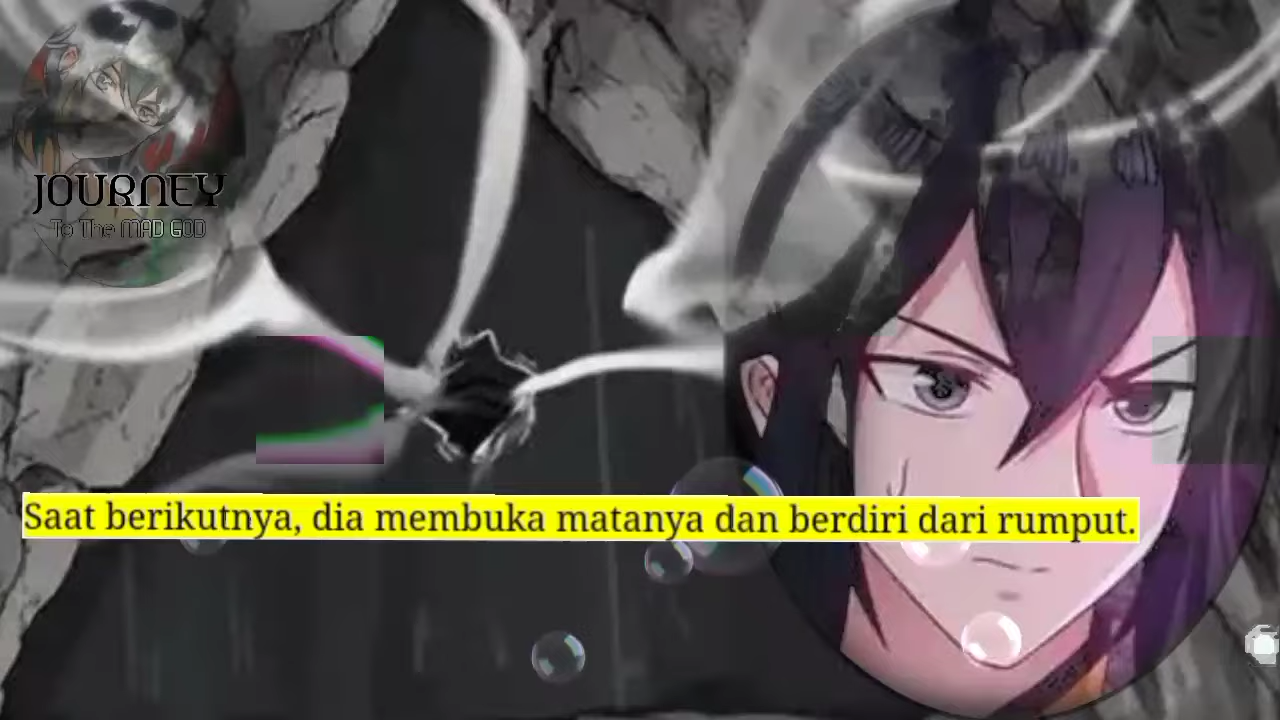 JOURNEY
To The MAD GOD
Saat berikutnya, dia membuka matanya dan berdiri dari rumput.